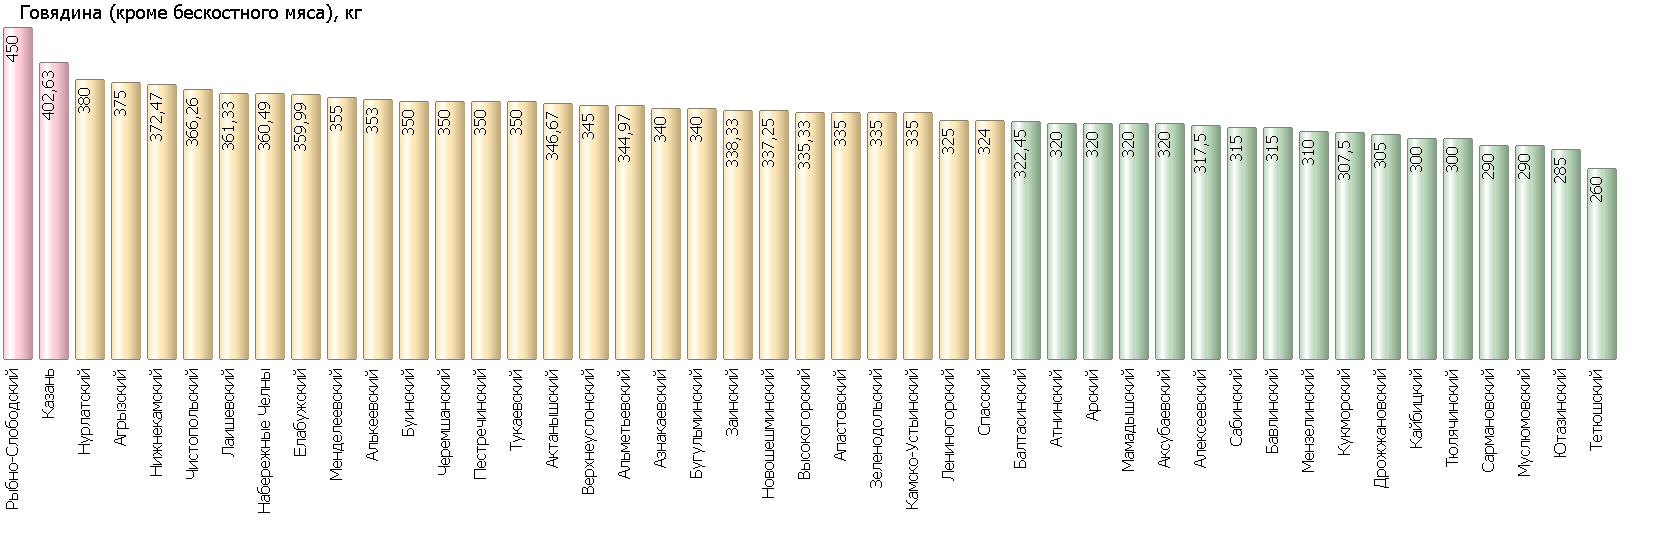 Говядина (кроме бескостного мяса), кг
450
402,63
380
375
372,47
366,26
361,33
360,49
359,99
355
353
350
350
350
350
346,67
345
344,97
340
340
338,33
337,25
335,33
335
335
335
325
324
322,45
320
320
320
320
317,5
315
315
310
307,5
305
300
300
290
290
285
260
Рыбно-Слободский
Казань
Нурлатский
Агрызский
Нижнекамский
Чистопольский
Лаишевский
Набережные Челны
Елабужский
Менделеевский
Алькеевский
Буинский
Черемшанский
Пестречинский
Тукаевский
Актанышский
Верхнеуслонский
Альметьевский
Азнакаевский
Бугульминский
Заинский
Новошешминский
Высокогорский
Апастовский
Зеленодольский
Камско-Устьинский
Лениногорский
Спасский
Балтасинский
Атнинский
Арский
Мамадышский
Аксубаевский
Алексеевский
Сабинский
Бавлинский
Мензелинский
Кукморский
Дрожжановский
Кайбицкий
Тюлячинский
Сармановский
Муслюмовский
Ютазинский
Тетюшский